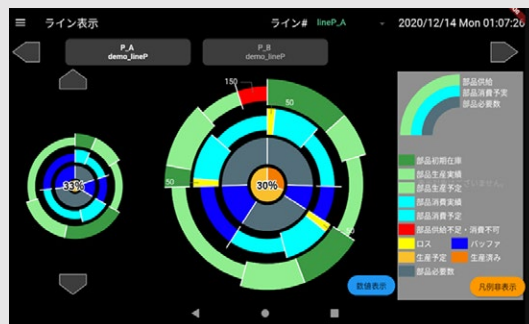 ライン表示
ライン# lineP_A
2020/12/14 Mon 01:07:26
P_A
demo_lineP
P_B
demo_lineP
150
50
50
50
33%
30%
部品供給
部品消費予実
部品必要数
部品初期在庫
部品生産実績
部品生産予定
部品消費実績
部品消費予定
部品供給不足・消費不可
ロス
バッファ
生産予定
生産済み
部品必要数
数値表示
凡例非表示